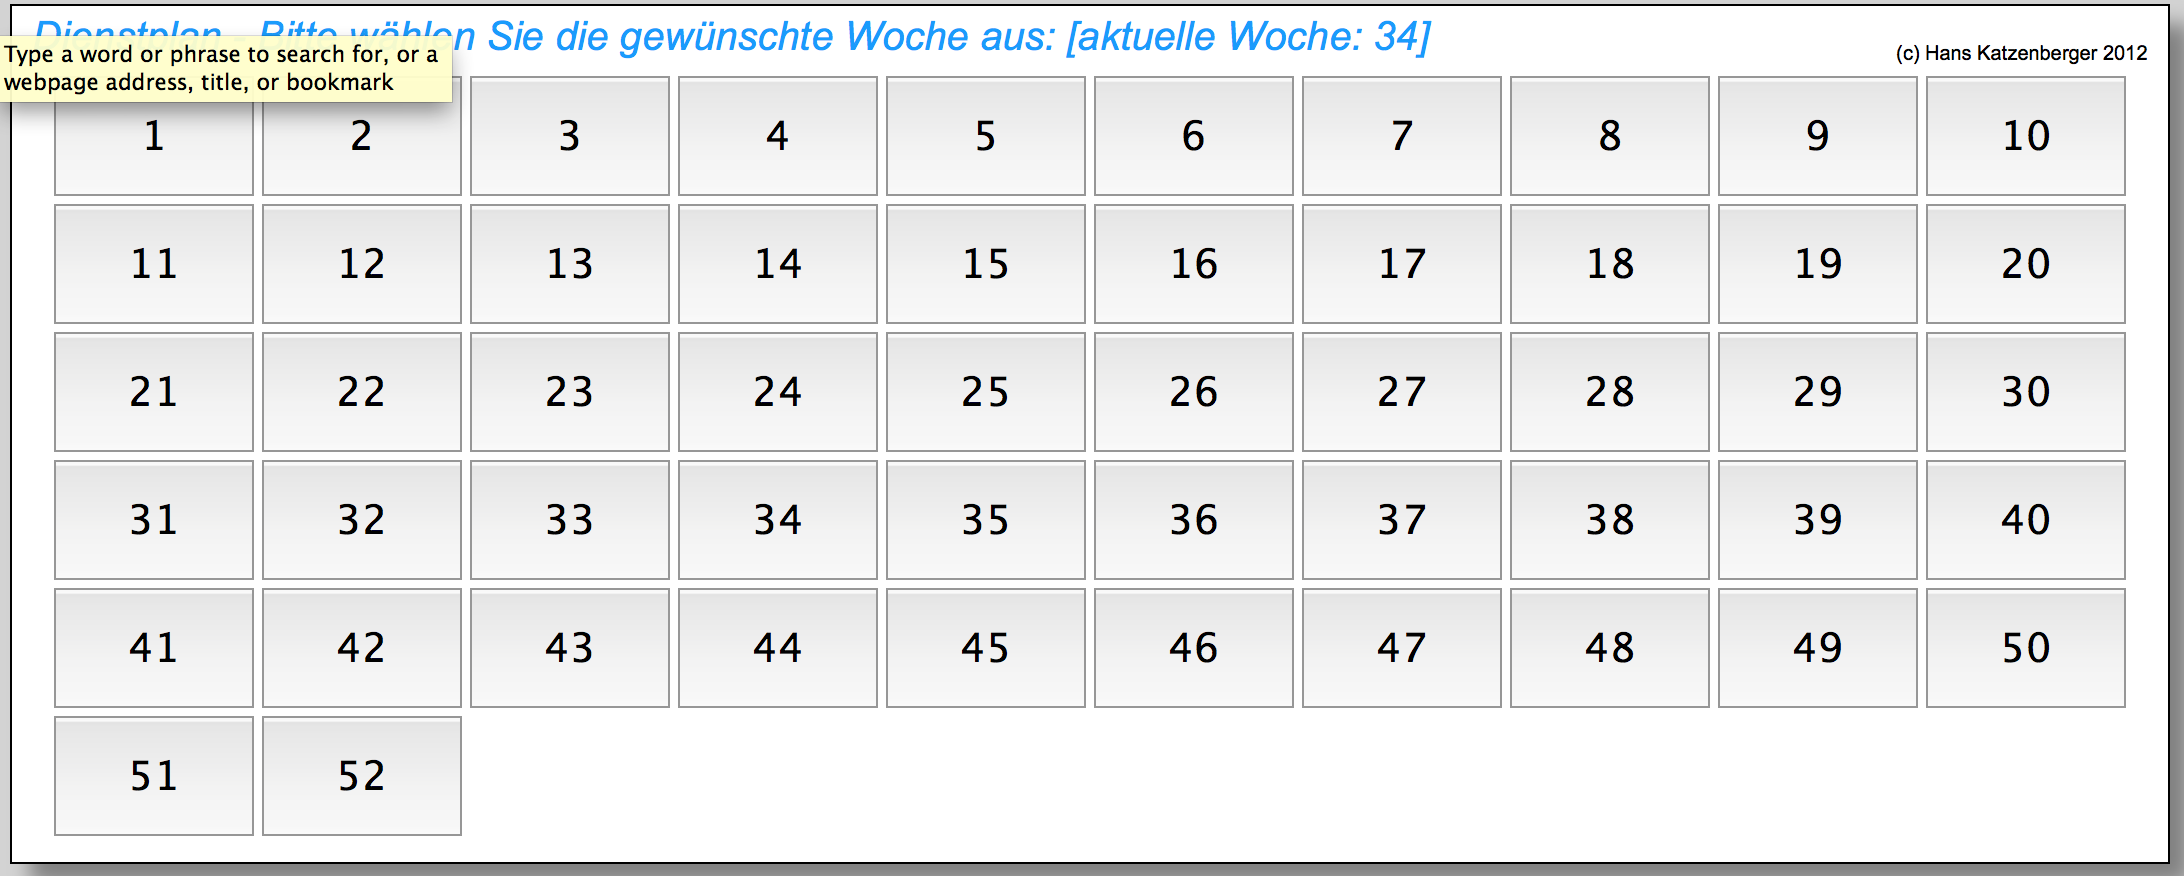 Dienstplan - Bitte wählen Sie die gewünschte Woche aus: [aktuelle Woche: 34]
(c) Hans Katzenberger 2012
Type a word or phrase to search for, or a
webpage address, title, or bookmark
1 2 3 4 5 6 7 8 9 10
11 12 13 14 15 16 17 18 19 20
21 22 23 24 25 26 27 28 29 30
31 32 33 34 35 36 37 38 39 40
41 42 43 44 45 46 47 48 49 50
51 52